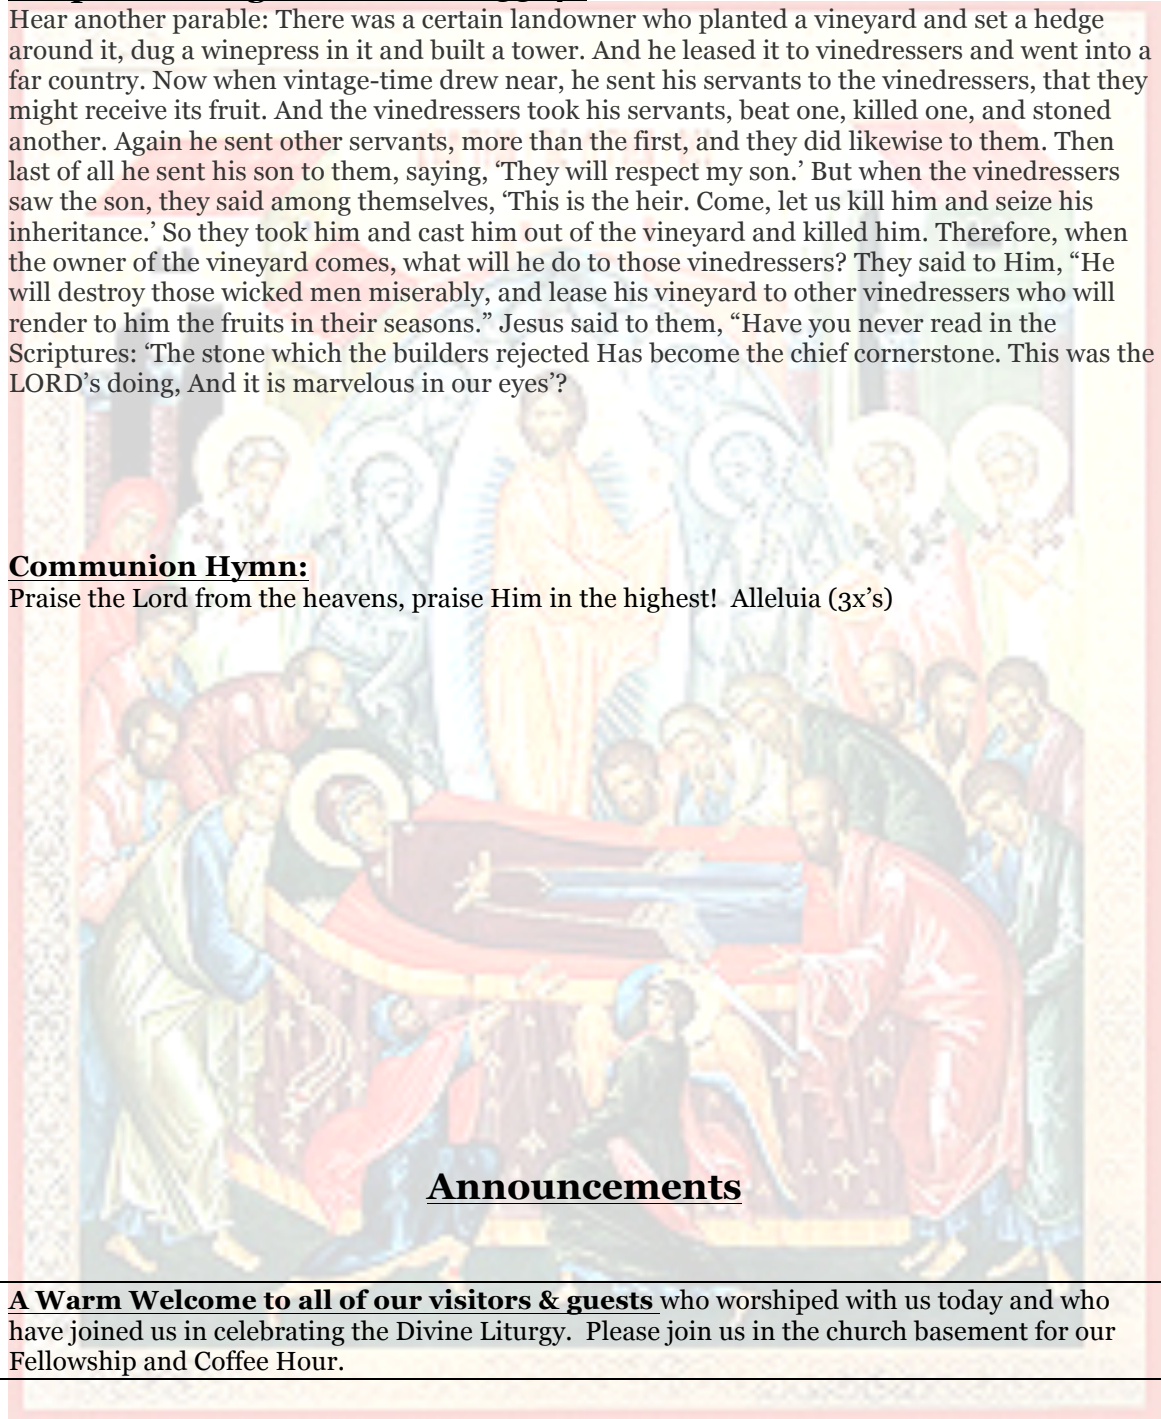 Hear another parable: There was a certain landowner who planted a vineyard and set a hedge
around it, dug a winepress in it and built a tower. And he leased it to vinedressers and went into a
far country. Now when vintage-time drew near, he sent his servants to the vinedressers, that they
might receive its fruit. And the vinedressers took his servants, beat one, killed one, and stoned
another. Again he sent other servants, more than the first, and they did likewise to them. Then
last of all he sent his son to them, saying, ‘They will respect my son.’ But when the vinedressers
saw the son, they said among themselves, ‘This is the heir. Come, let us kill him and seize his
inheritance.’ So they took him and cast him out of the vineyard and killed him. Therefore, when
the owner of the vineyard comes, what will he do to those vinedressers? They said to Him, “He
will destroy those wicked men miserably, and lease his vineyard to other vinedressers who will
render to him the fruits in their seasons.” Jesus said to them, “Have you never read in the
Scriptures: ‘The stone which the builders rejected Has become the chief cornerstone. This was the
LORD’s doing, And it is marvelous in our eyes’?
Communion Hymn:
Praise the Lord from the heavens, praise Him in the highest!  Alleluia (3x’s)
Announcements
A Warm Welcome to all of our visitors & guests who worshiped with us today and who
have joined us in celebrating the Divine Liturgy.  Please join us in the church basement for our
Fellowship and Coffee Hour.